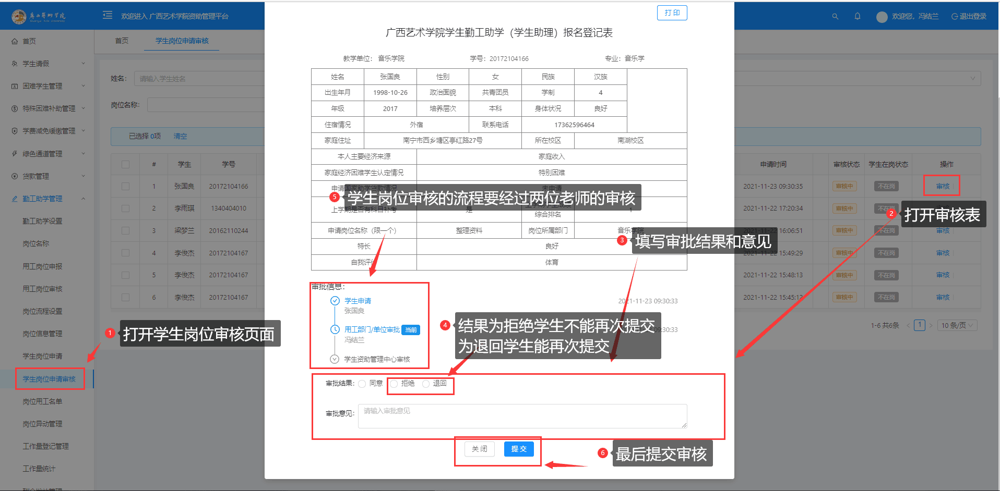 广西艺术学院
欢迎进入 广西艺术学院资助管理平台
欢迎您，冯结兰
退出登录
首页
学生请假
困难学生管理
特殊困难补助管理
学费减免缓缴管理
绿色通道管理
贷款管理
勤工助学管理
勤工助学设置
岗位名称
用工岗位申报
用工岗位审核
岗位流程设置
岗位信息管理
学生岗位申请
学生岗位申请审核
岗位用工名单
岗位异动管理
工作量登记管理
工作量统计
首页 学生岗位申请审核
姓名： 请输入学生姓名
岗位名称：
已选择 0项 清空
# 学生 学号
1 张国良 20172104166
2 李雨琪 1340404010
3 梁梦兰 20162110244
4 李俊杰 20172104167
5 李俊杰 20172104167
6 李俊杰 20172104167
打印
广西艺术学院学生勤工助学（学生助理）报名登记表
教学单位： 音乐学院 学号：20172104166 专业：音乐学
姓名 张国良 性别 女 民族 汉族
出生年月 1998-10-26 政治面貌 共青团员 学制 4
年级 2017 培养层次 本科 身体状况 良好
住宿情况 外宿 联系电话 17362596464
家庭住址 南宁市西乡塘区亭红路27号 所在校区 南湖校区
本人主要经济来源 家庭收入
家庭经济困难学生认定情况 特别困难
申请国家助学贷款情况 未申请
上学期是否有科目补考 是
综合排名 1
申请岗位名称（限一个） 整理资料 岗位所属部门 音乐学院
特长 良好
自我评价 体育
审批信息：
学生申请 2021-11-23 09:30:33
张国良
用工部门/单位审批 当前 09:30:33
冯结兰
学生资助管理中心审核
审批结果： 同意 拒绝 退回
审批意见： 请输入审批意见
关闭 提交
申请时间 审核状态 学生在岗状态 操作
2021-11-23 09:30:35 审核中 不在岗 审核
2021-11-22 17:20:34 审核中 不在岗
2021-11-22 16:06:51 审核中 不在岗 审核
2021-11-22 15:49:29 审核中 不在岗 审核
2021-11-22 15:48:13 审核中 不在岗 审核
2021-11-22 15:45:12 审核中 不在岗 审核
1-6 共6条 < 1 > 10 条/页
1 打开学生岗位审核页面
2 打开审核表
3 填写审批结果和意见
4 结果为拒绝学生不能再次提交
为退回学生能再次提交
5 学生岗位审核的流程要经过两位老师的审核
6 最后提交审核